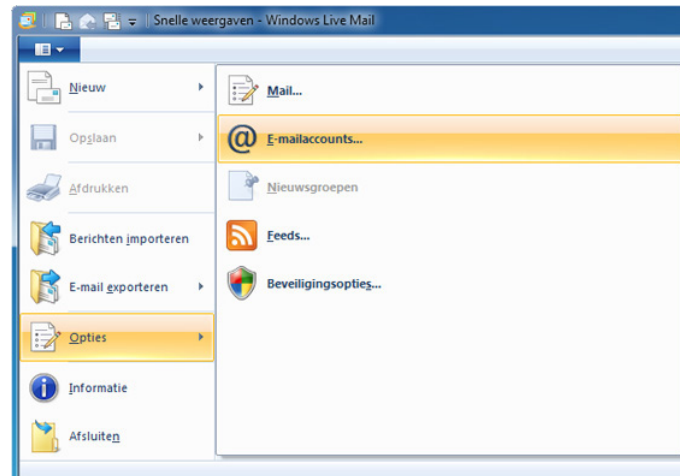 Snelle weergaven - Windows Live Mail
Nieuw
Opslaan
Afdrukken
Berichten importeren
E-mail exporteren
Opties
Informatie
Afsluiten
Mail...
E-mailaccounts...
Nieuwsgroepen
Feeds...
Beveiligingsopties...